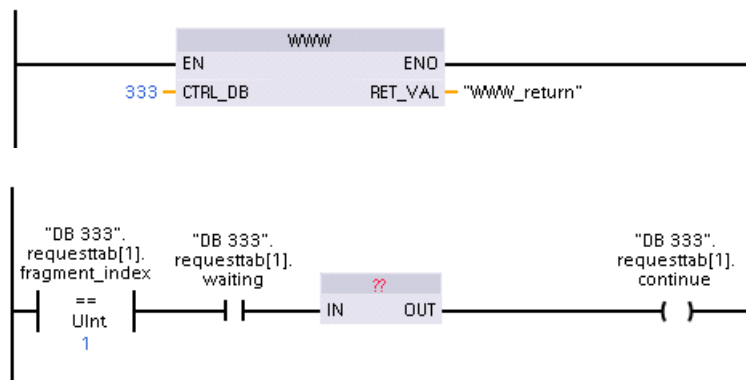 WWW
EN ENO
333 CTRL_DB RET_VAL "WWW_return"
"DB 333". "DB 333". "DB 333".
requesttab[1]. requesttab[1]. requesttab[1].
fragment_index waiting continue
== ??
UInt IN OUT
1